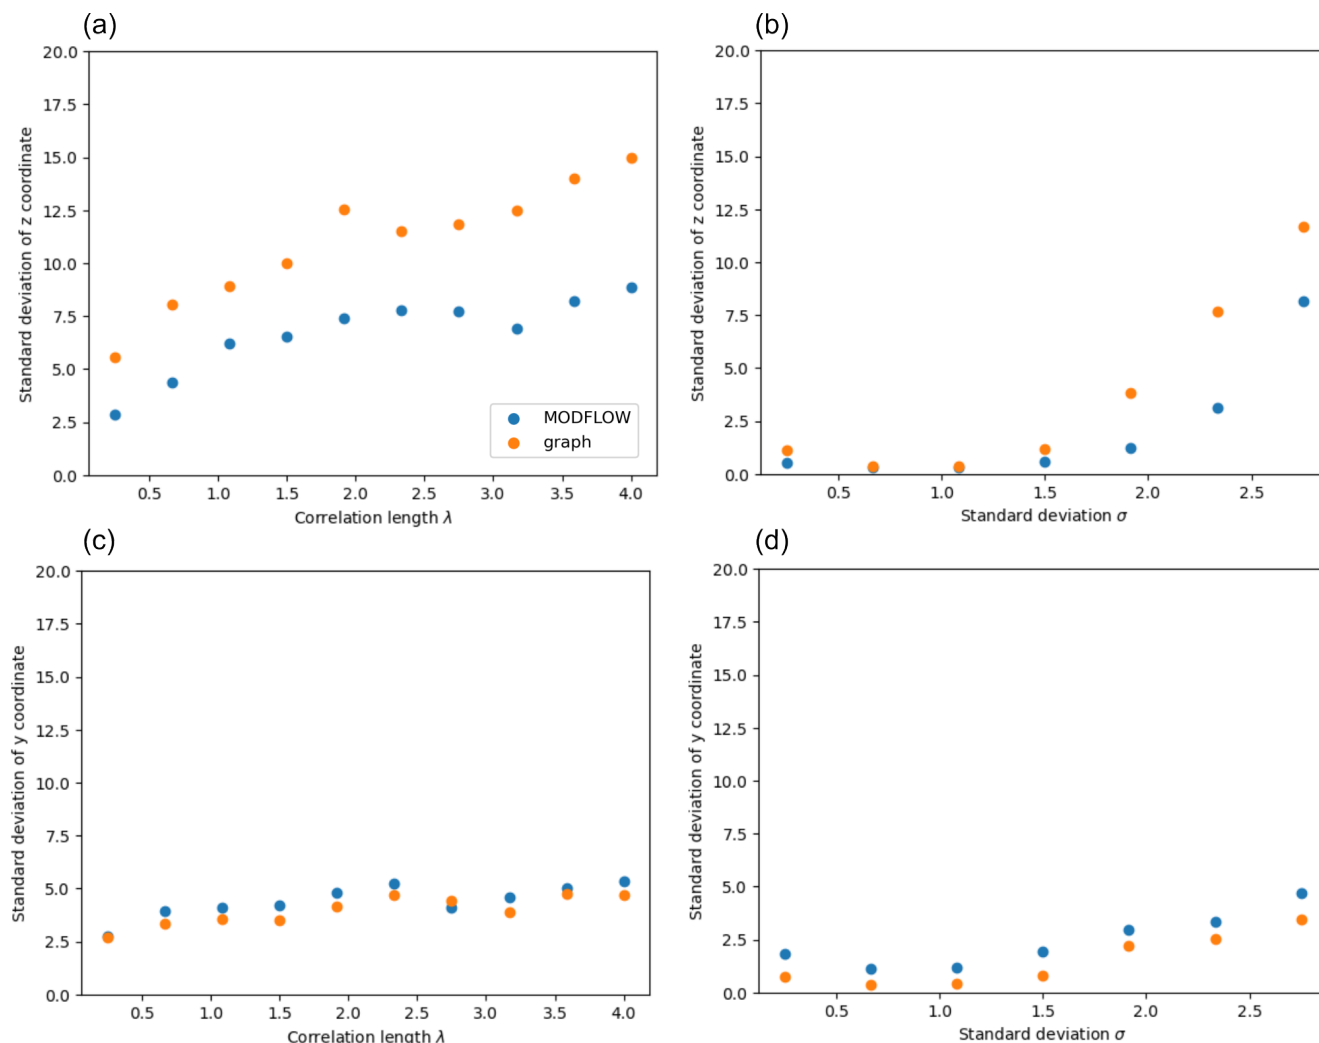 (a)
20.0
17.5
15.0
12.5
10.0
7.5
5.0
2.5
0.0
Standard deviation of z coordinate
MODFLOW
graph
0.5 1.0 1.5 2.0 2.5 3.0 3.5 4.0
Correlation length λ
(b)
20.0
17.5
15.0
12.5
10.0
7.5
5.0
2.5
0.0
Standard deviation of z coordinate
0.5 1.0 1.5 2.0 2.5
Standard deviation σ
(c)
20.0
17.5
15.0
12.5
10.0
7.5
5.0
2.5
0.0
Standard deviation of y coordinate
0.5 1.0 1.5 2.0 2.5 3.0 3.5 4.0
Correlation length λ
(d)
20.0
17.5
15.0
12.5
10.0
7.5
5.0
2.5
0.0
Standard deviation of y coordinate
0.5 1.0 1.5 2.0 2.5
Standard deviation σ